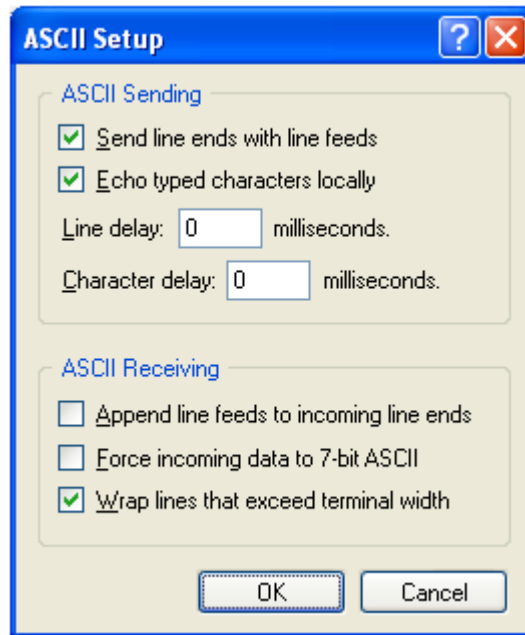 ASCII Setup
ASCII Sending
Send line ends with line feeds
Echo typed characters locally
Line delay: 0 milliseconds.
Character delay: 0 milliseconds.
ASCII Receiving
Append line feeds to incoming line ends
Force incoming data to 7-bit ASCII
Wrap lines that exceed terminal width
OK Cancel